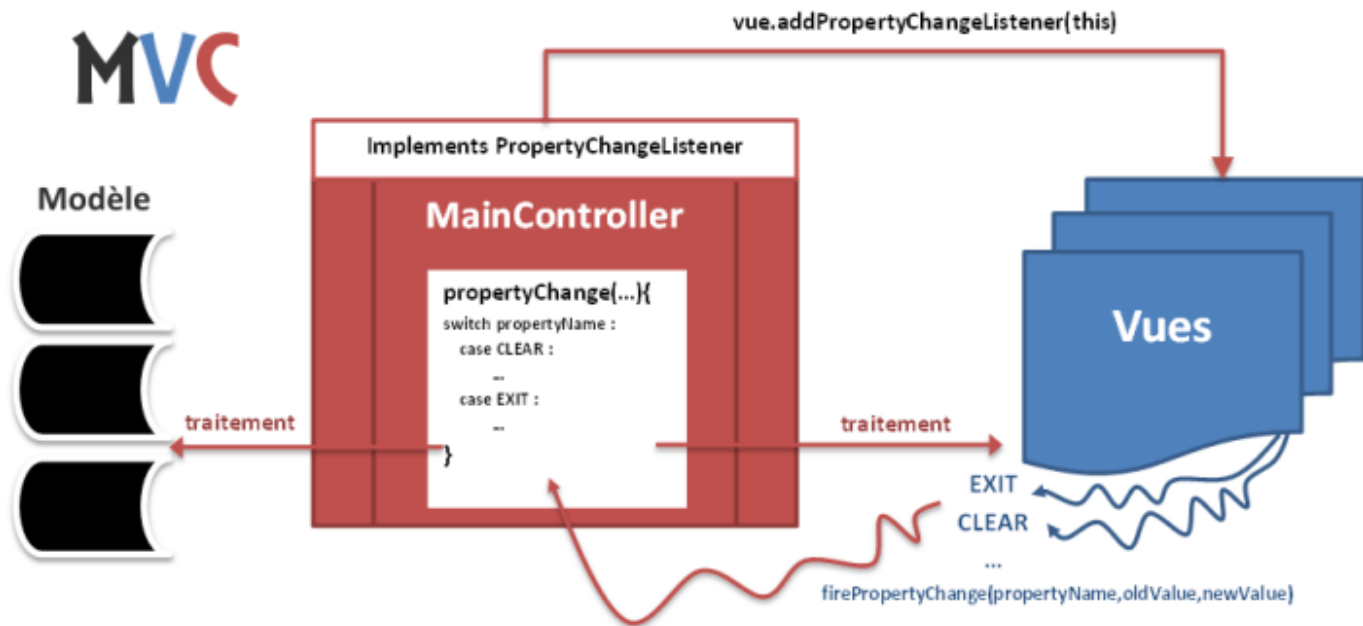 MVC
vue.addPropertyChangeListener(this)
Implements PropertyChangeListener
Modèle
MainController
propertyChange(...){
switch propertyName :
case CLEAR :
...
case EXIT :
...
}
traitement
traitement
Vues
EXIT
CLEAR
...
firePropertyChange(propertyName,oldValue,newValue)